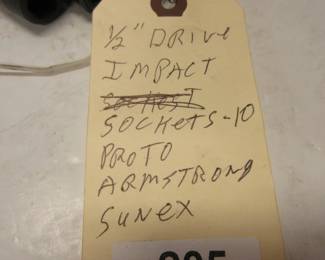 1/2" DRIVE
IMPACT
SOCKETS-10
PROTO
ARMSTRONG
SUNEX